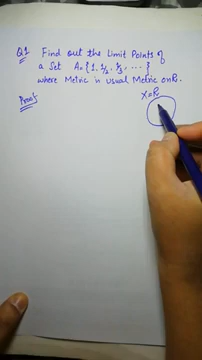 Q1 Find out the Limit Points of
a Set A = {1, 1/2, 1/3, ....}
where Metric is usual Metric on R.
Proof:
X=R